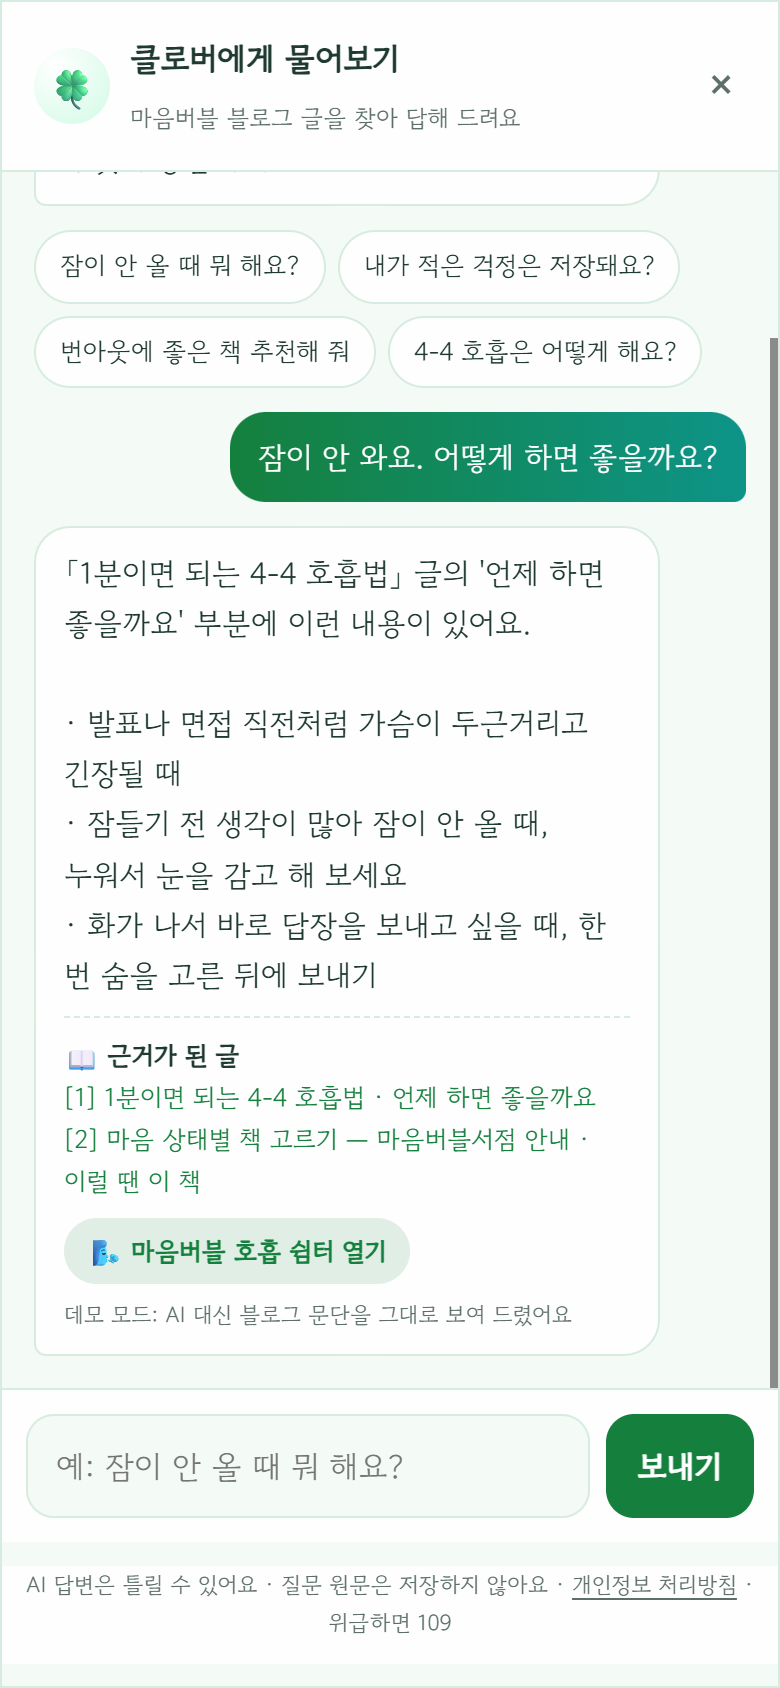 클로버에게 물어보기
마음버블 블로그 글을 찾아 답해 드려요
×
잠이 안 올 때 뭐 해요?
내가 적은 걱정은 저장돼요?
번아웃에 좋은 책 추천해 줘
4-4 호흡은 어떻게 해요?
잠이 안 와요. 어떻게 하면 좋을까요?
「1분이면 되는 4-4 호흡법」 글의 '언제 하면
좋을까요' 부분에 이런 내용이 있어요.
· 발표나 면접 직전처럼 가슴이 두근거리고
긴장될 때
· 잠들기 전 생각이 많아 잠이 안 올 때,
누워서 눈을 감고 해 보세요
· 화가 나서 바로 답장을 보내고 싶을 때, 한
번 숨을 고른 뒤에 보내기
근거가 된 글
[1] 1분이면 되는 4-4 호흡법 · 언제 하면 좋을까요
[2] 마음 상태별 책 고르기 — 마음버블서점 안내 ·
이럴 땐 이 책
마음버블 호흡 쉼터 열기
데모 모드: AI 대신 블로그 문단을 그대로 보여 드렸어요
예: 잠이 안 올 때 뭐 해요?
보내기
AI 답변은 틀릴 수 있어요 · 질문 원문은 저장하지 않아요 · 개인정보 처리방침 ·
위급하면 109